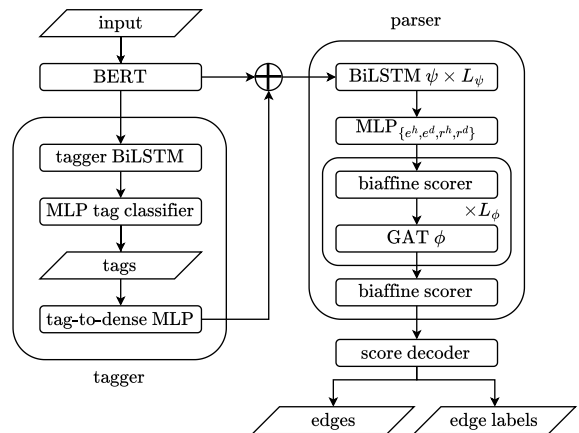 input
BERT
tagger BiLSTM
MLP tag classifier
tags
tag-to-dense MLP
tagger
parser
BiLSTM ψ × L_ψ
MLP_{e^h,e^d,r^h,r^d}
biaffine scorer
× L_ϕ
GAT ϕ
biaffine scorer
score decoder
edges
edge labels